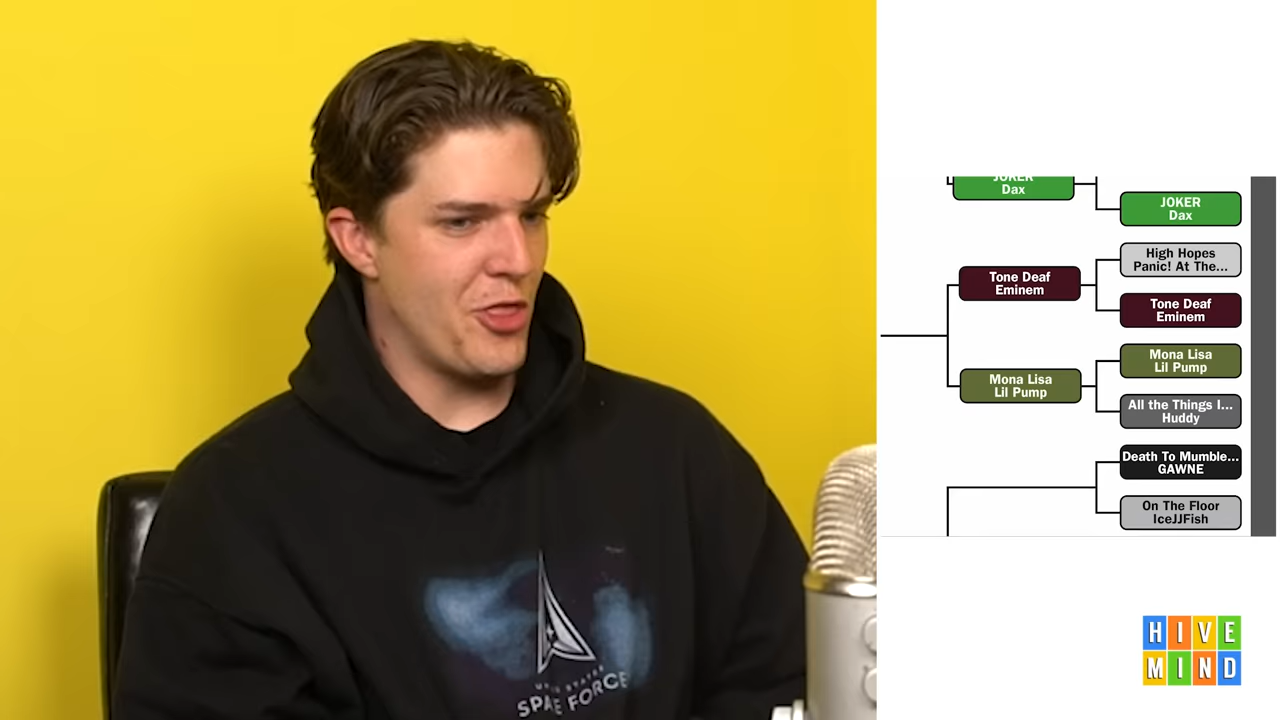 JOKER
Dax
JOKER
Dax
High Hopes
Panic! At The...
Tone Deaf
Eminem
Tone Deaf
Eminem
Mona Lisa
Lil Pump
Mona Lisa
Lil Pump
All the Things I...
Huddy
Death To Mumble...
GAWNE
On The Floor
IceJJFish
UNITED STATES
SPACE FORCE
HIVE
MIND